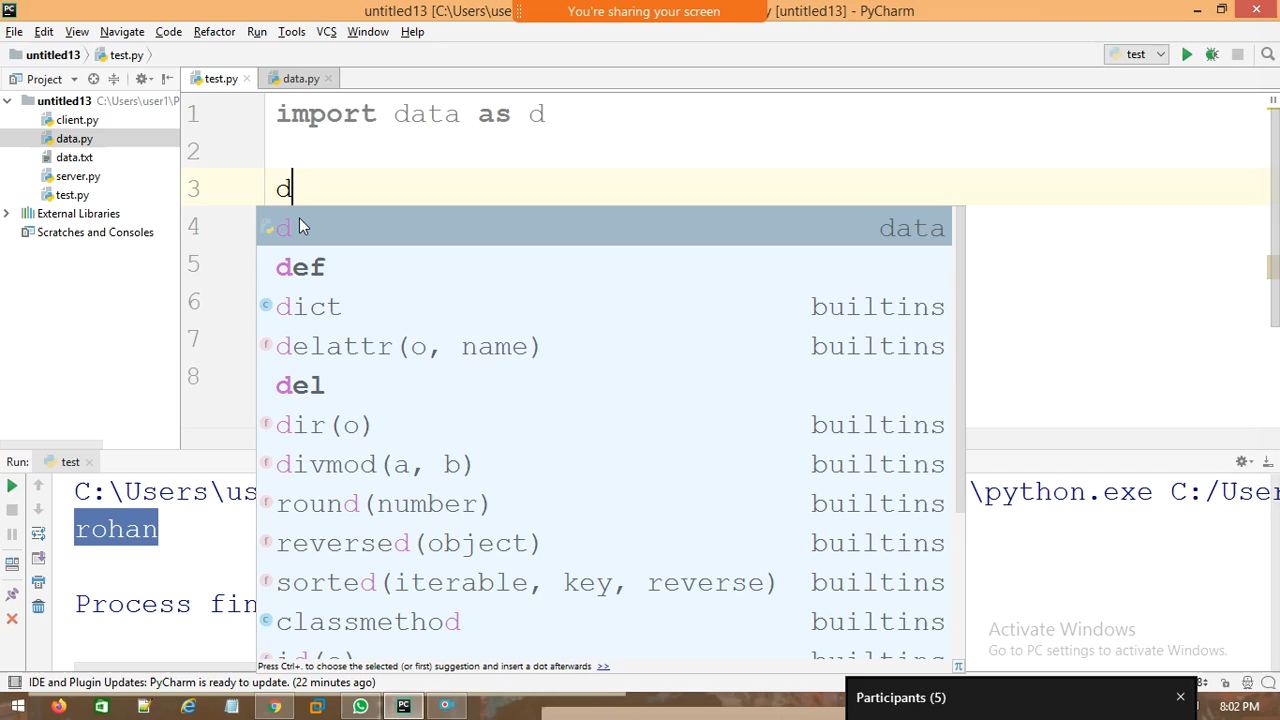 untitled13 [C:\Users\use
You're sharing your screen
y [untitled13] - PyCharm
File Edit View Navigate Code Refactor Run Tools VCS Window Help
untitled13 test.py
test
Project
test.py
data.py
untitled13 C:\Users\user1\P
client.py
data.py
data.txt
server.py
test.py
External Libraries
Scratches and Consoles
1 import data as d
2
3 d
4
5
6
7
8
d data
def
dict builtins
delattr(o, name) builtins
del
dir(o) builtins
divmod(a, b) builtins
round(number) builtins
reversed(object) builtins
sorted(iterable, key, reverse) builtins
classmethod builtins
Press Ctrl+. to choose the selected (or first) suggestion and insert a dot afterwards >>
π
Run: test
C:\Users\us
\python.exe C:/User
rohan
Process fin
Activate Windows
Go to PC settings to activate Windows.
IDE and Plugin Updates: PyCharm is ready to update. (22 minutes ago)
Participants (5)
8:02 PM